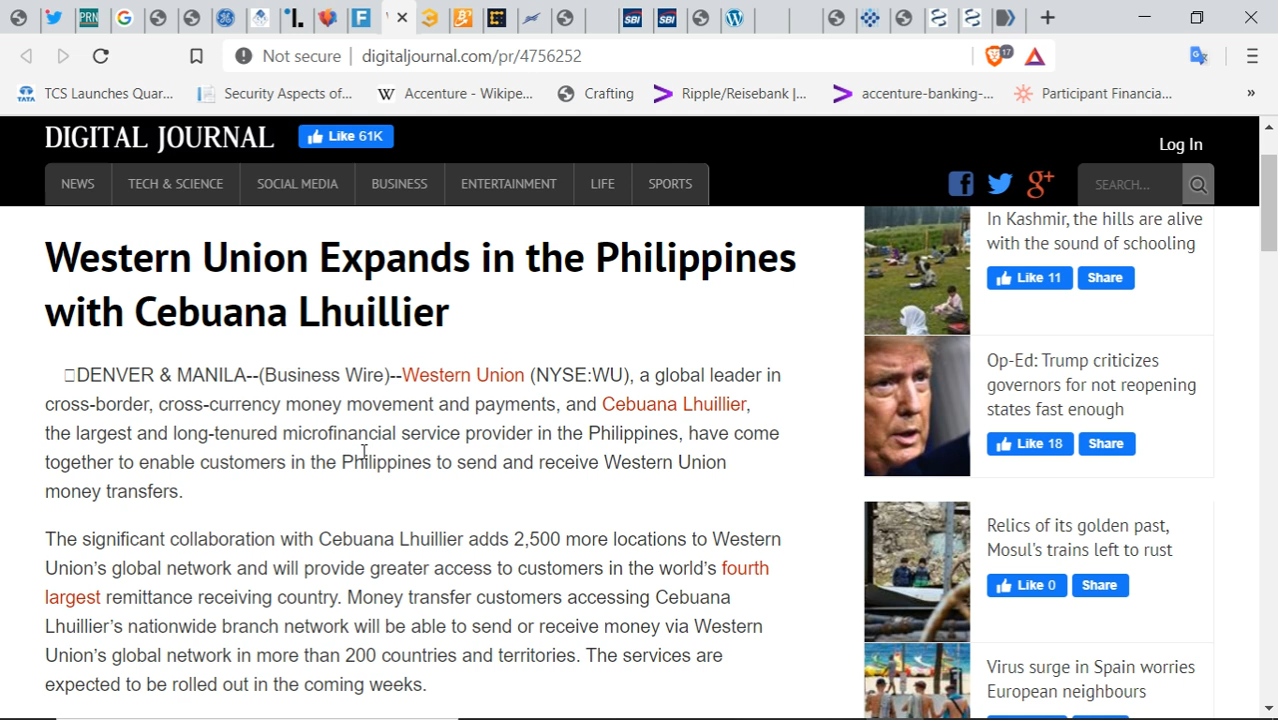 PRN
SBI
SBI
Not secure
digitaljournal.com/pr/4756252
17
TATA
TCS Launches Quar...
Security Aspects of...
W Accenture - Wikipe...
Crafting
Ripple/Reisebank |...
accenture-banking-...
Participant Financia...
»
DIGITAL JOURNAL
Like 61K
Log In
NEWS
TECH & SCIENCE
SOCIAL MEDIA
BUSINESS
ENTERTAINMENT
LIFE
SPORTS
SEARCH...
Western Union Expands in the Philippines
with Cebuana Lhuillier
DENVER & MANILA--(Business Wire)--Western Union (NYSE:WU), a global leader in
cross-border, cross-currency money movement and payments, and Cebuana Lhuillier,
the largest and long-tenured microfinancial service provider in the Philippines, have come
together to enable customers in the Philippines to send and receive Western Union
money transfers.
The significant collaboration with Cebuana Lhuillier adds 2,500 more locations to Western
Union's global network and will provide greater access to customers in the world's fourth
largest remittance receiving country. Money transfer customers accessing Cebuana
Lhuillier's nationwide branch network will be able to send or receive money via Western
Union's global network in more than 200 countries and territories. The services are
expected to be rolled out in the coming weeks.
In Kashmir, the hills are alive
with the sound of schooling
Like 11
Share
Op-Ed: Trump criticizes
governors for not reopening
states fast enough
Like 18
Share
Relics of its golden past,
Mosul's trains left to rust
Like 0
Share
Virus surge in Spain worries
European neighbours